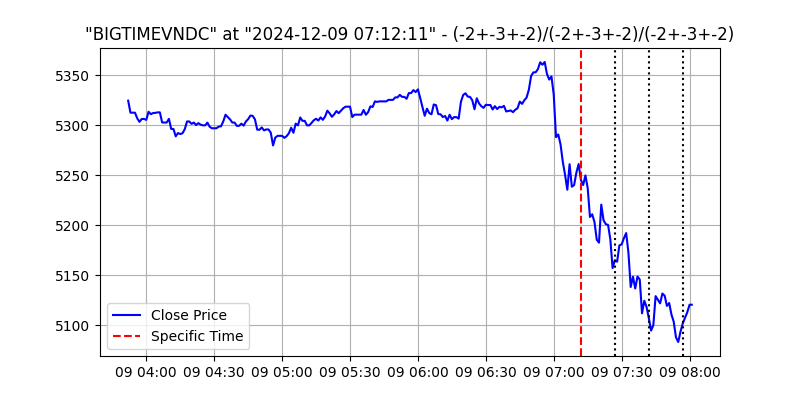 "BIGTIMEVNDC" at "2024-12-09 07:12:11" - (-2+-3+-2)/(-2+-3+-2)/(-2+-3+-2)
5350
5300
5250
5200
5150
5100
Close Price
Specific Time
09 04:00 09 04:30 09 05:00 09 05:30 09 06:00 09 06:30 09 07:00 09 07:30 09 08:00